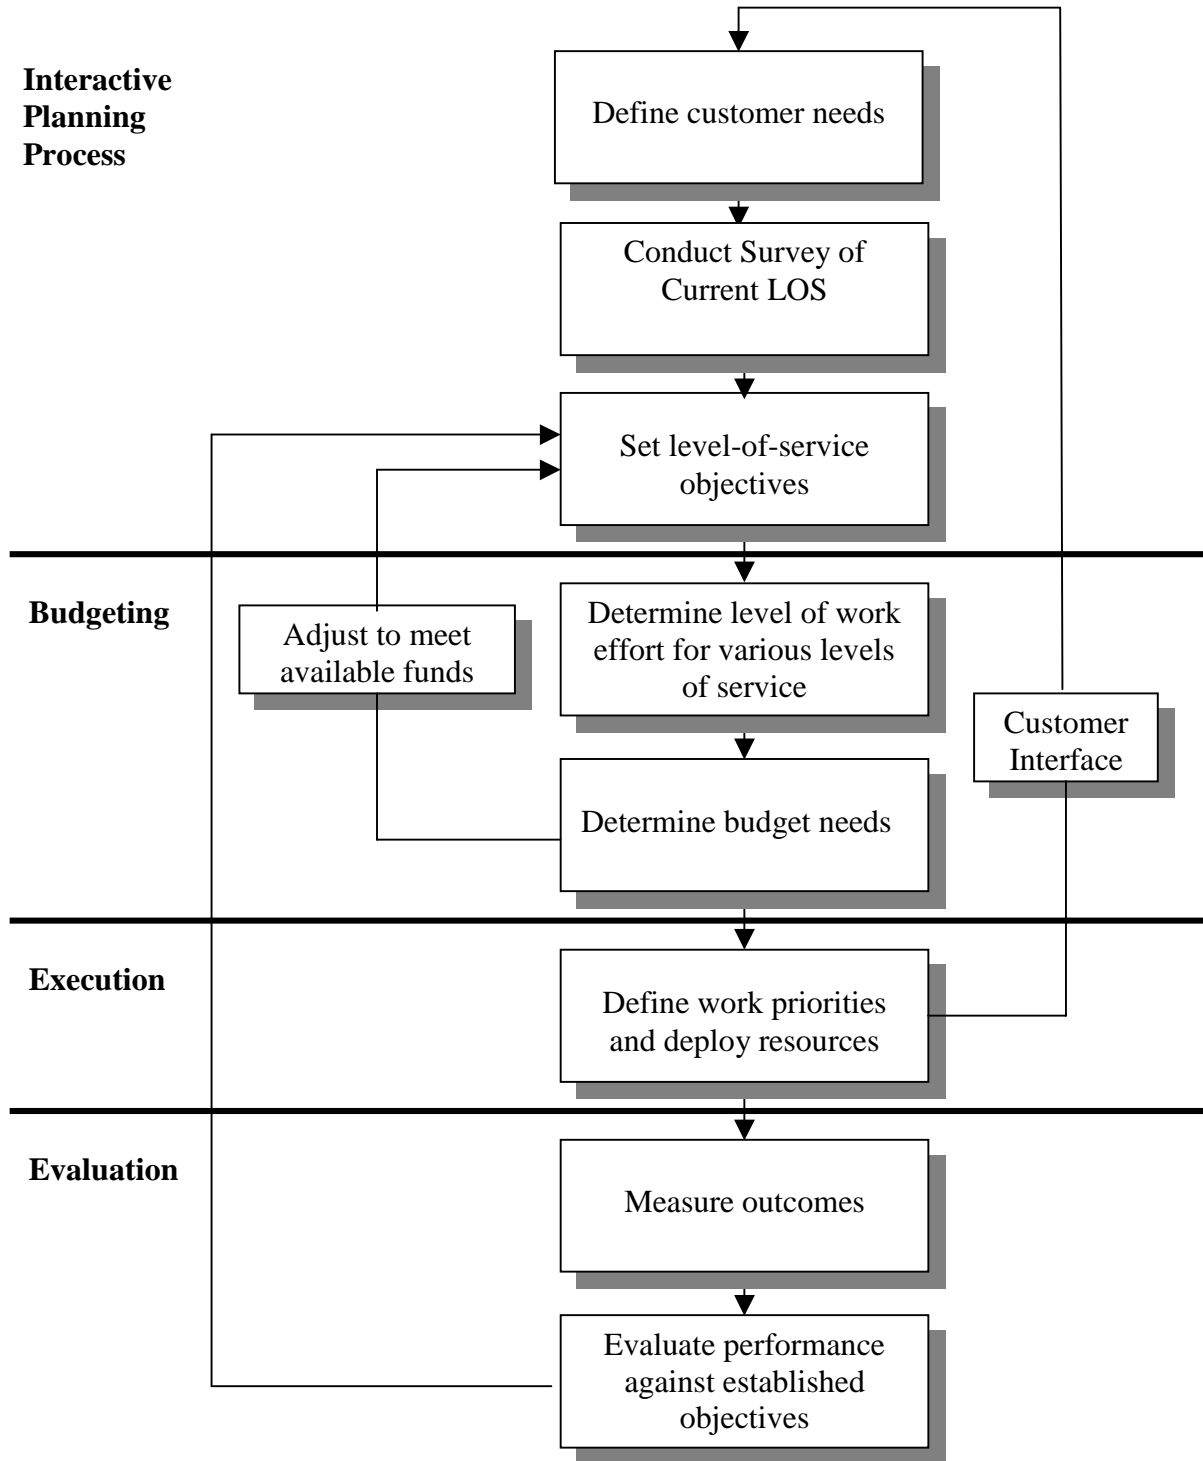 Interactive
Planning
Process
Define customer needs
Conduct Survey of
Current LOS
Set level-of-service
objectives
Budgeting
Adjust to meet
available funds
Determine level of work
effort for various levels
of service
Customer
Interface
Determine budget needs
Execution
Define work priorities
and deploy resources
Evaluation
Measure outcomes
Evaluate performance
against established
objectives